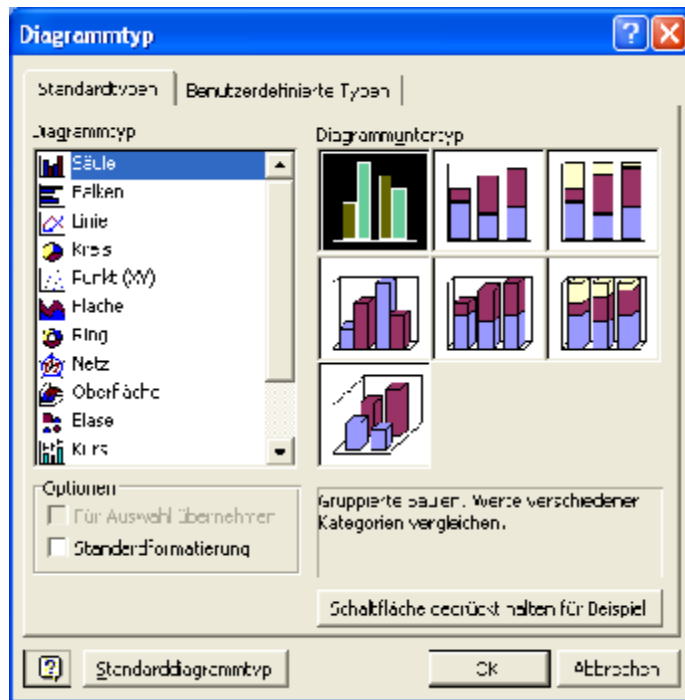 Diagrammtyp
Standardtypen
Benutzerdefinierte Typen
Diagrammtyp
Säule
Balken
Linie
Kreis
Punkt (XY)
Fläche
Ring
Netz
Oberfläche
Blase
Kurs
Diagrammuntertyp
Optionen
Für Auswahl übernehmen
Standardformatierung
Gruppierte Säulen. Werte verschiedener
Kategorien vergleichen.
Schaltfläche gedrückt halten für Beispiel
Standarddiagrammtyp
OK
Abbrechen